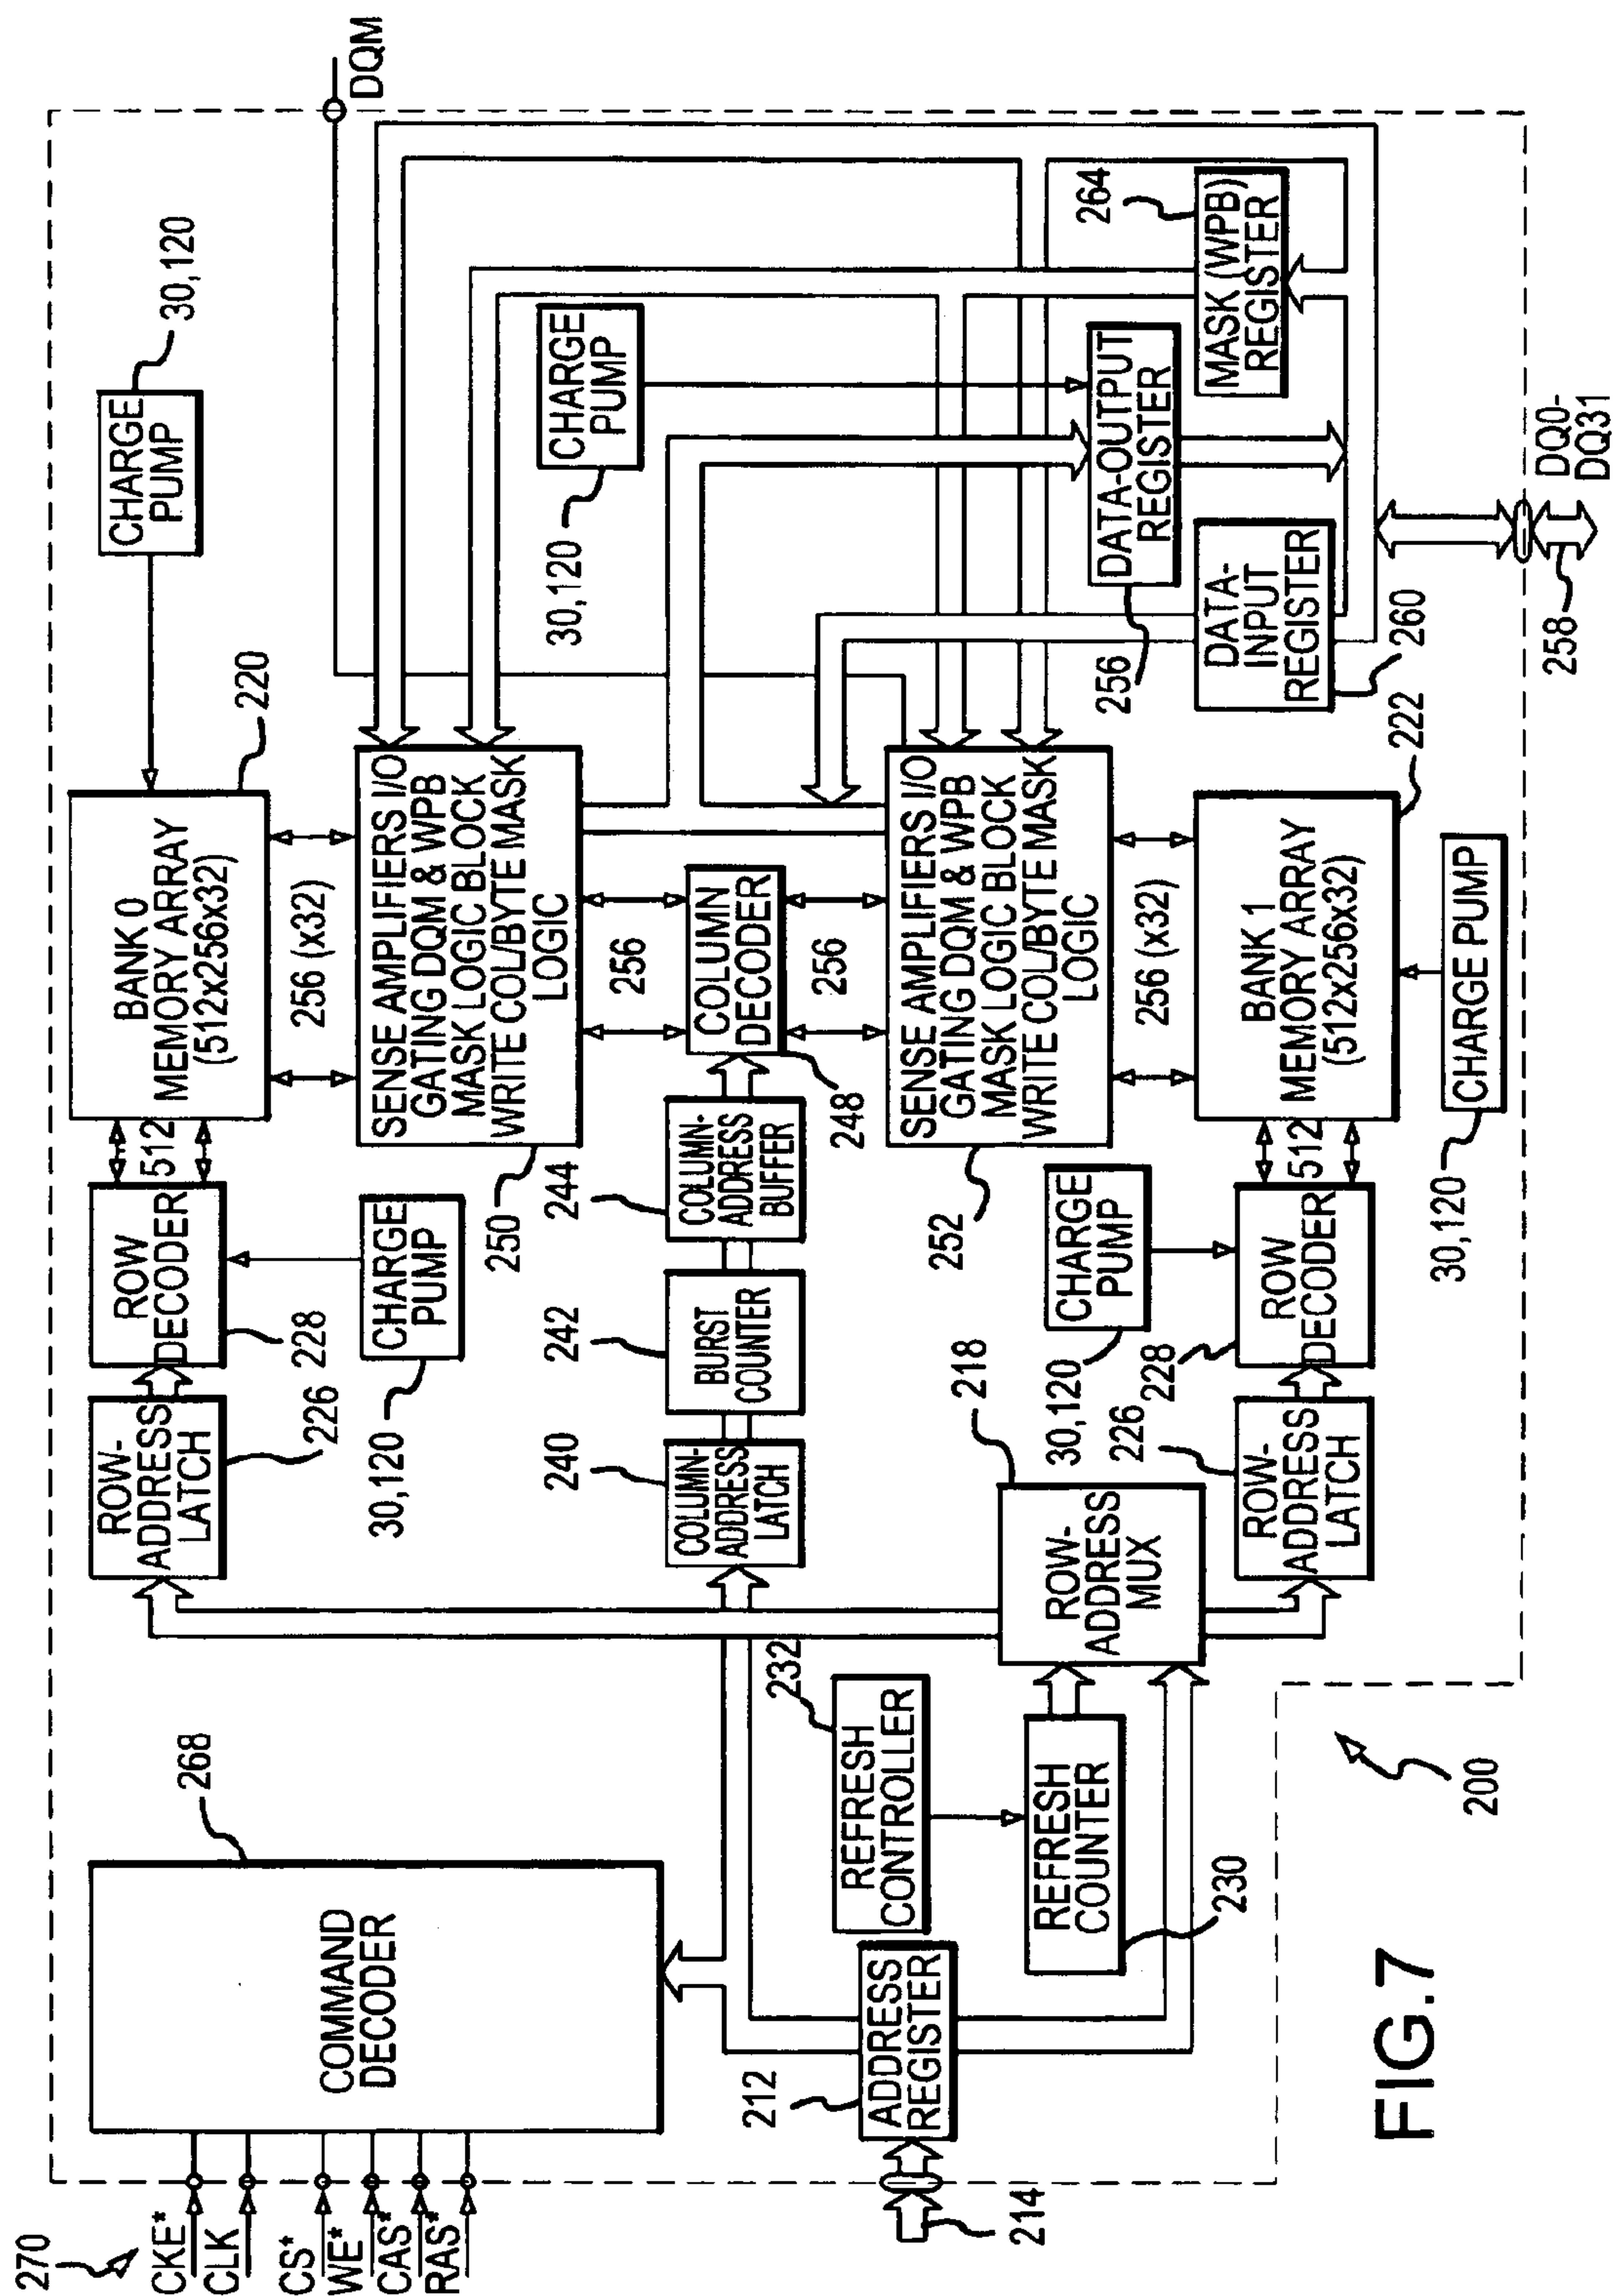 270
CKE*
CLK
CS*
WE*
CAS*
RAS*
COMMAND
DECODER
268
214
212
ADDRESS
REGISTER
REFRESH
CONTROLLER
232
REFRESH
COUNTER
230
ROW-
ADDRESS
MUX
218
ROW-
ADDRESS
LATCH
226
ROW
DECODER
228
512
CHARGE
PUMP
30,120
BANK 0
MEMORY ARRAY
(512x256x32)
220
CHARGE
PUMP
30,120
256 (x32)
SENSE AMPLIFIERS I/O
GATING DQM & WPB
MASK LOGIC BLOCK
WRITE COL/BYTE MASK
LOGIC
250
COLUMN-
ADDRESS
LATCH
240
BURST
COUNTER
242
COLUMN-
ADDRESS
BUFFER
244
256
COLUMN
DECODER
248
256
SENSE AMPLIFIERS I/O
GATING DQM & WPB
MASK LOGIC BLOCK
WRITE COL/BYTE MASK
LOGIC
252
256 (x32)
ROW-
ADDRESS
LATCH
226
ROW
DECODER
228
512
CHARGE
PUMP
30,120
BANK 1
MEMORY ARRAY
(512x256x32)
222
CHARGE PUMP
30,120
CHARGE
PUMP
30,120
DATA-OUTPUT
REGISTER
256
DATA-
INPUT
REGISTER
260
MASK (WPB)
REGISTER
264
DQM
DQ0-
DQ31
258
200
FIG.7